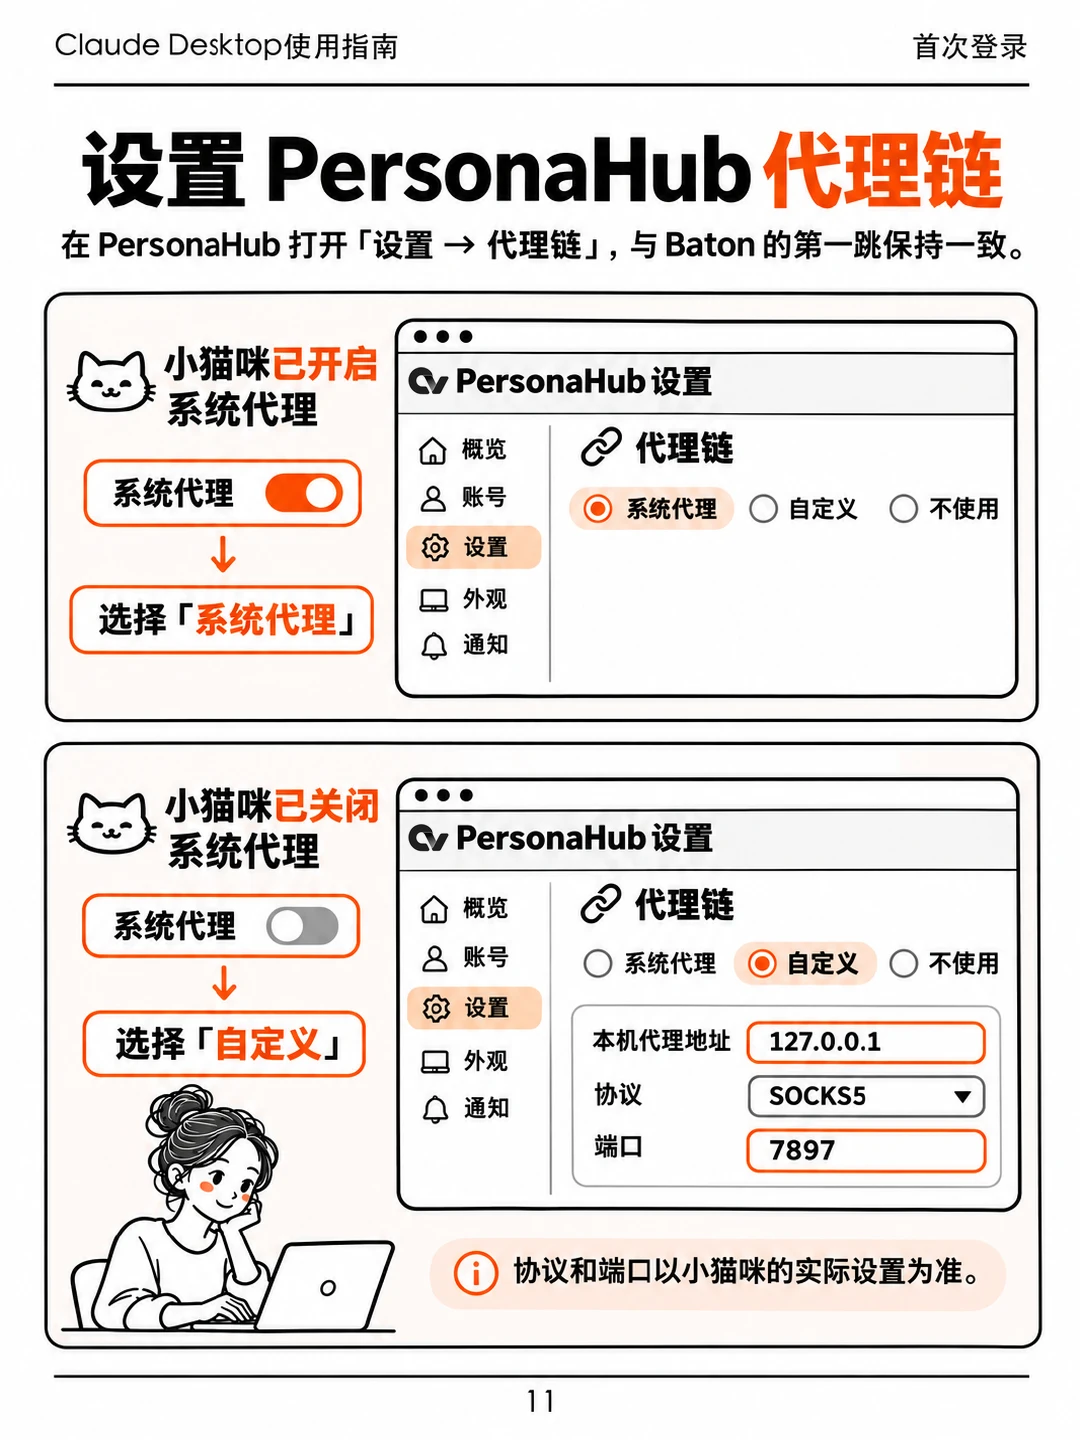 Claude Desktop使用指南
首次登录
设置 PersonaHub 代理链
在 PersonaHub 打开「设置 → 代理链」, 与 Baton 的第一跳保持一致。
小猫咪已开启
系统代理
系统代理
选择「系统代理」
PersonaHub 设置
概览
账号
设置
外观
通知
代理链
系统代理 自定义 不使用
小猫咪已关闭
系统代理
系统代理
选择「自定义」
PersonaHub 设置
概览
账号
设置
外观
通知
代理链
系统代理 自定义 不使用
本机代理地址 127.0.0.1
协议 SOCKS5
端口 7897
协议和端口以小猫咪的实际设置为准。
11